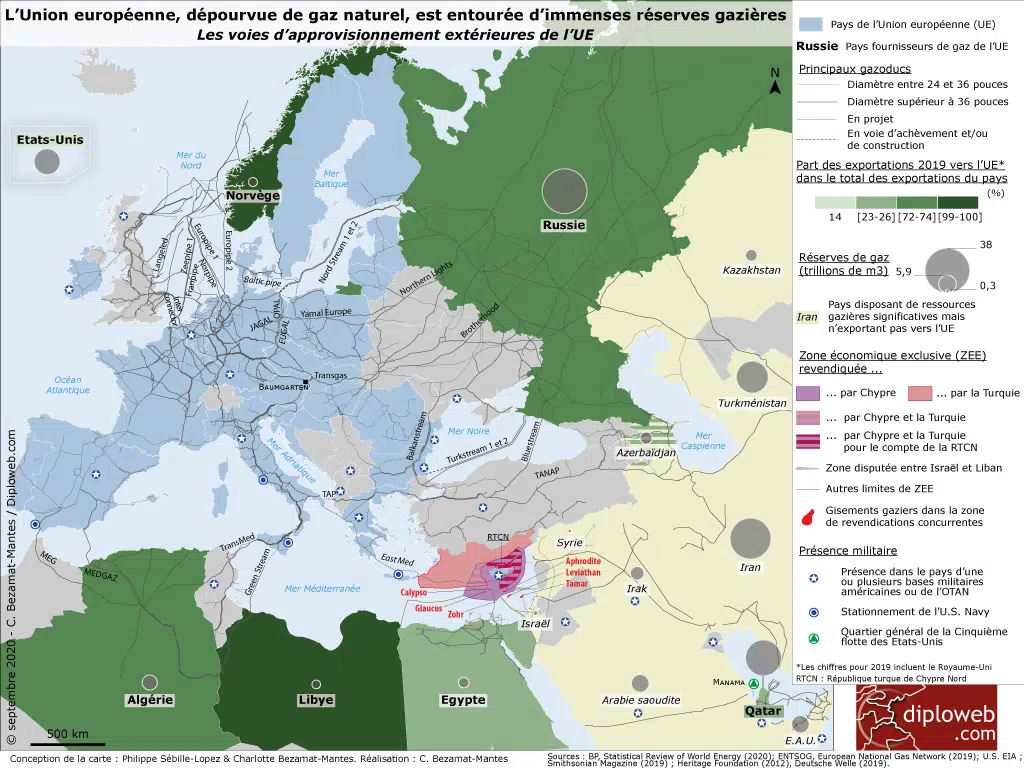 L’Union européenne, dépourvue de gaz naturel, est entourée d’immenses réserves gazières
Les voies d’approvisionnement extérieures de l’UE
Etats-Unis
Mer du
Nord
Norvège
Mer
Baltique
N
Russie
Kazakhstan
Langeled
Zeepipe 1
Franpipe
Europipe 1
Norpipe
Europipe 2
Inter
connector
Baltic pipe
Nord Stream 1 et 2
Northern Lights
JAGAL
OPAL
EUGAL
Yamal Europe
Brotherhood
Transgas
BAUMGARTEN
Océan
Atlantique
Turkménistan
Mer Adriatique
Balkanstream
Mer Noire
Turkstream 1 et 2
Bluestream
Azerbaïdjan
Mer
Caspienne
TAP
TANAP
MEG
MEDGAZ
TransMed
Green Stream
Mer Méditerranée
East Med
RTCN
Syrie
Iran
Calypso
Glaucus
Zohr
Aphrodite
Leviathan
Tamar
Israël
Irak
Algérie
Libye
Egypte
Arabie saoudite
MANAMA
Qatar
E.A.U.
500 km
© septembre 2020 - C. Bezamat-Mantes / Diploweb.com
Conception de la carte : Philippe Sébille-Lopez & Charlotte Bezamat-Mantes. Réalisation : C. Bezamat-Mantes
Pays de l’Union européenne (UE)
Russie Pays fournisseurs de gaz de l’UE
Principaux gazoducs
Diamètre entre 24 et 36 pouces
Diamètre supérieur à 36 pouces
En projet
En voie d’achèvement et/ou
de construction
Part des exportations 2019 vers l’UE*
dans le total des exportations du pays
(%)
14 [23-26] [72-74] [99-100]
Réserves de gaz
(trillions de m3)
38
5,9
0,3
Iran
Pays disposant de ressources
gazières significatives mais
n’exportant pas vers l’UE
Zone économique exclusive (ZEE)
revendiquée ...
... par Chypre
... par la Turquie
... par Chypre et la Turquie
... par Chypre et la Turquie
pour le compte de la RTCN
Zone disputée entre Israël et Liban
Autres limites de ZEE
Gisements gaziers dans la zone
de revendications concurrentes
Présence militaire
Présence dans le pays d’une
ou plusieurs bases militaires
américaines ou de l’OTAN
Stationnement de l’U.S. Navy
Quartier général de la Cinquième
flotte des Etats-Unis
*Les chiffres pour 2019 incluent le Royaume-Uni
RTCN : République turque de Chypre Nord
diploweb
.com
Sources : BP, Statistical Review of World Energy (2020); ENTSOG, European National Gas Network (2019); U.S. EIA ;
Smithsonian Magazine (2019) ; Heritage Foundation (2012), Deutsche Welle (2019).